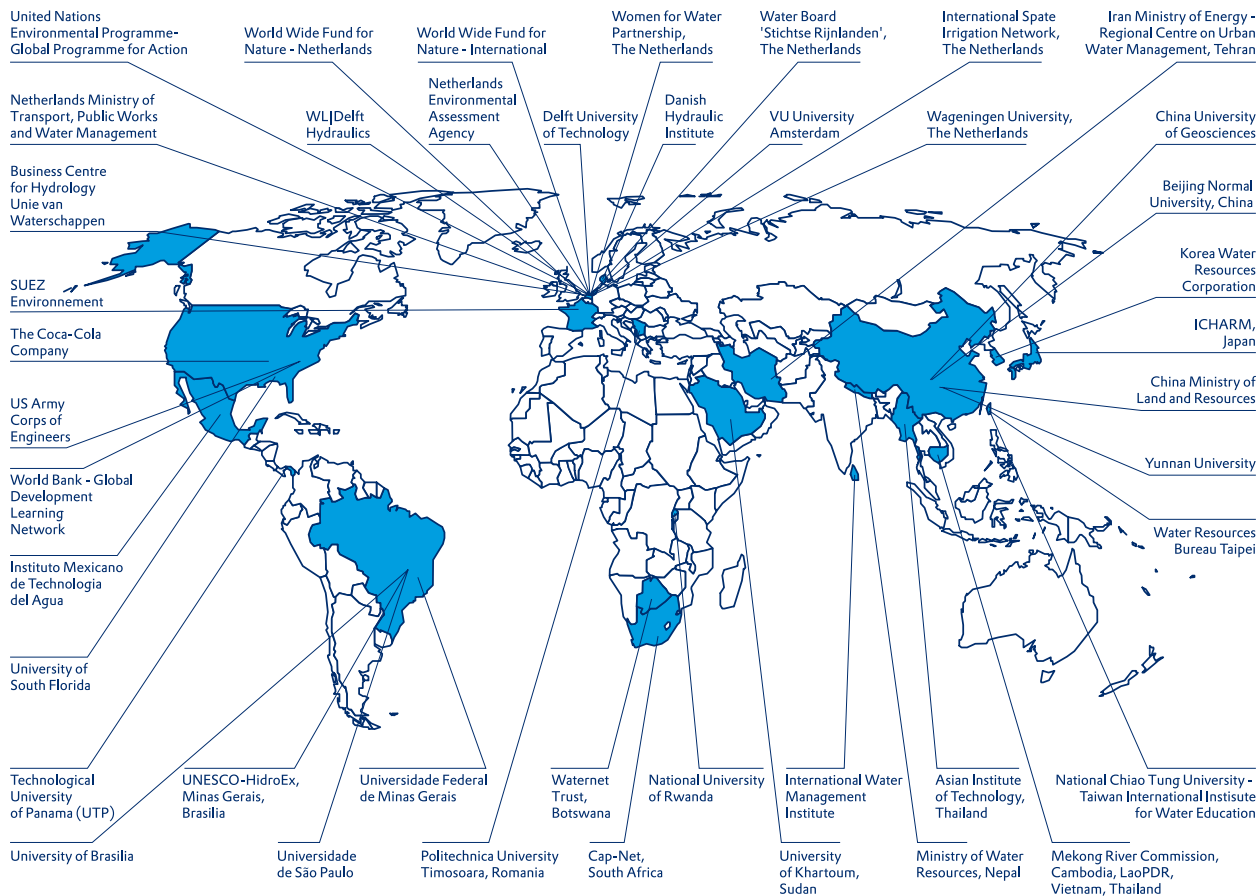 United Nations
Environmental Programme-
Global Programme for Action
World Wide Fund for
Nature - Netherlands
World Wide Fund for
Nature - International
Women for Water
Partnership,
The Netherlands
Water Board
'Stichtse Rijnlanden',
The Netherlands
International Spate
Irrigation Network,
The Netherlands
Iran Ministry of Energy -
Regional Centre on Urban
Water Management, Tehran
Netherlands Ministry of
Transport, Public Works
and Water Management
WL|Delft
Hydraulics
Netherlands
Environmental
Assessment
Agency
Delft University
of Technology
Danish
Hydraulic
Institute
VU University
Amsterdam
Wageningen University,
The Netherlands
China University
of Geosciences
Business Centre
for Hydrology
Unie van
Waterschappen
Beijing Normal
University, China
SUEZ
Environnement
Korea Water
Resources
Corporation
The Coca-Cola
Company
ICHARM,
Japan
US Army
Corps of
Engineers
China Ministry of
Land and Resources
World Bank - Global
Development
Learning
Network
Yunnan University
Instituto Mexicano
de Technologia
del Agua
Water Resources
Bureau Taipei
University of
South Florida
Technological
University
of Panama (UTP)
UNESCO-HidroEx,
Minas Gerais,
Brasilia
Universidade Federal
de Minas Gerais
Waternet
Trust,
Botswana
National University
of Rwanda
International Water
Management
Institute
Asian Institute
of Technology,
Thailand
National Chiao Tung University -
Taiwan International Insisute
for Water Education
University of Brasilia
Universidade
de São Paulo
Politechnica University
Timosoara, Romania
Cap-Net,
South Africa
University
of Khartoum,
Sudan
Ministry of Water
Resources, Nepal
Mekong River Commission,
Cambodia, LaoPDR,
Vietnam, Thailand